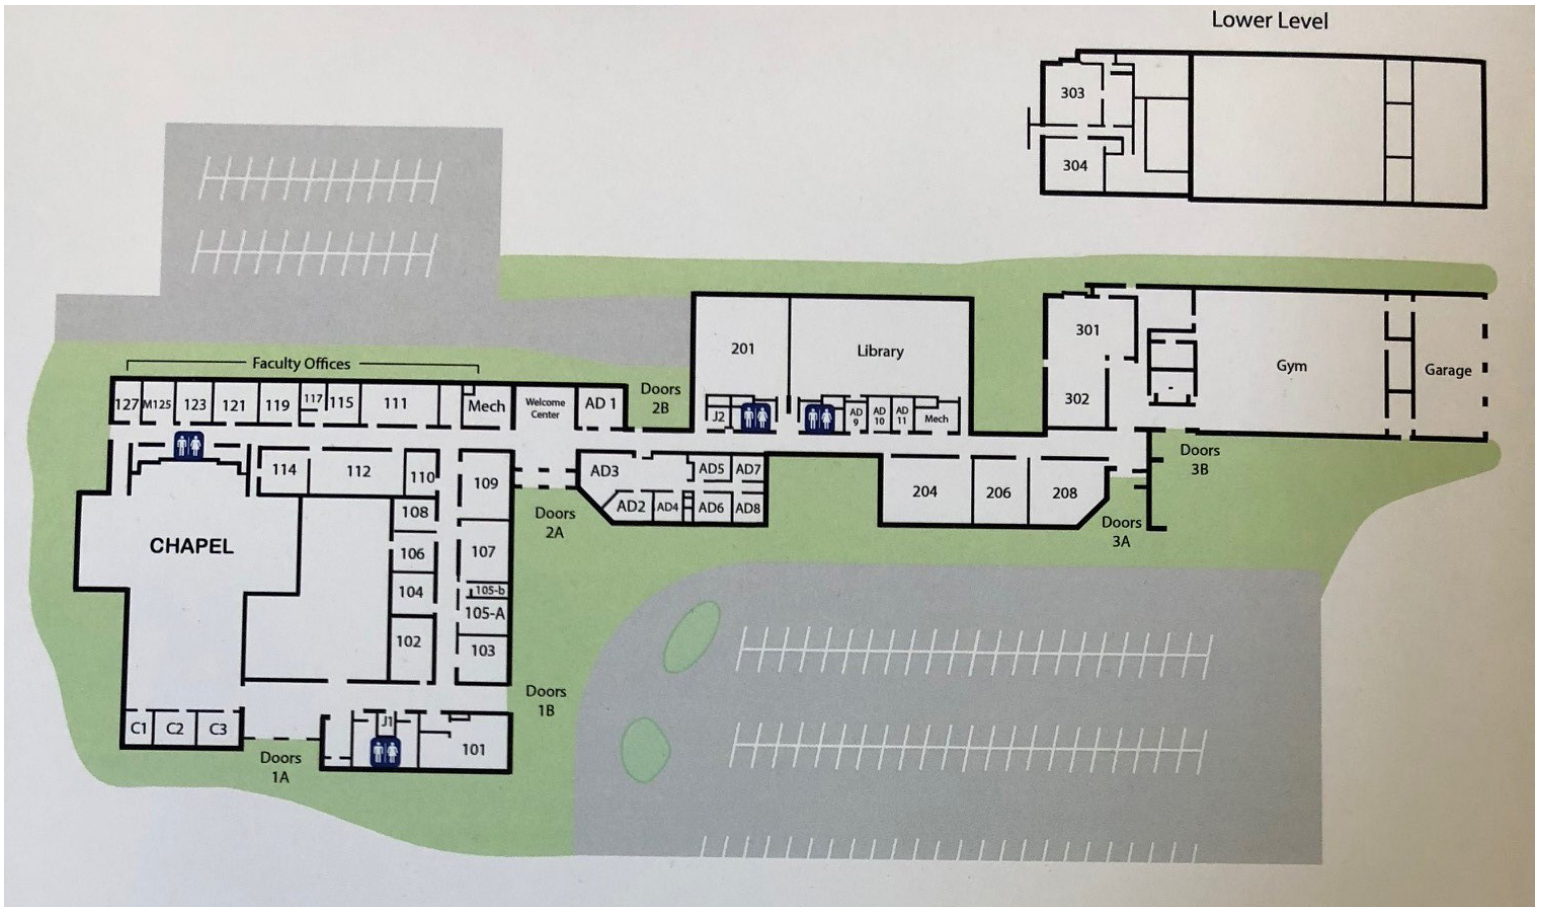 Lower Level
303
304
Faculty Offices
127
M125
123
121
119
117
115
111
Mech
Welcome
Center
AD 1
Doors
2B
201
Library
J2
AD
9
AD
10
AD
11
Mech
301
302
Gym
Garage
Doors
3B
114
112
110
109
108
106
107
104
105-b
105-A
102
103
Doors
2A
AD3
AD5
AD7
AD2
AD4
AD6
AD8
204
206
208
Doors
3A
CHAPEL
C1
C2
C3
Doors
1A
J1
101
Doors
1B